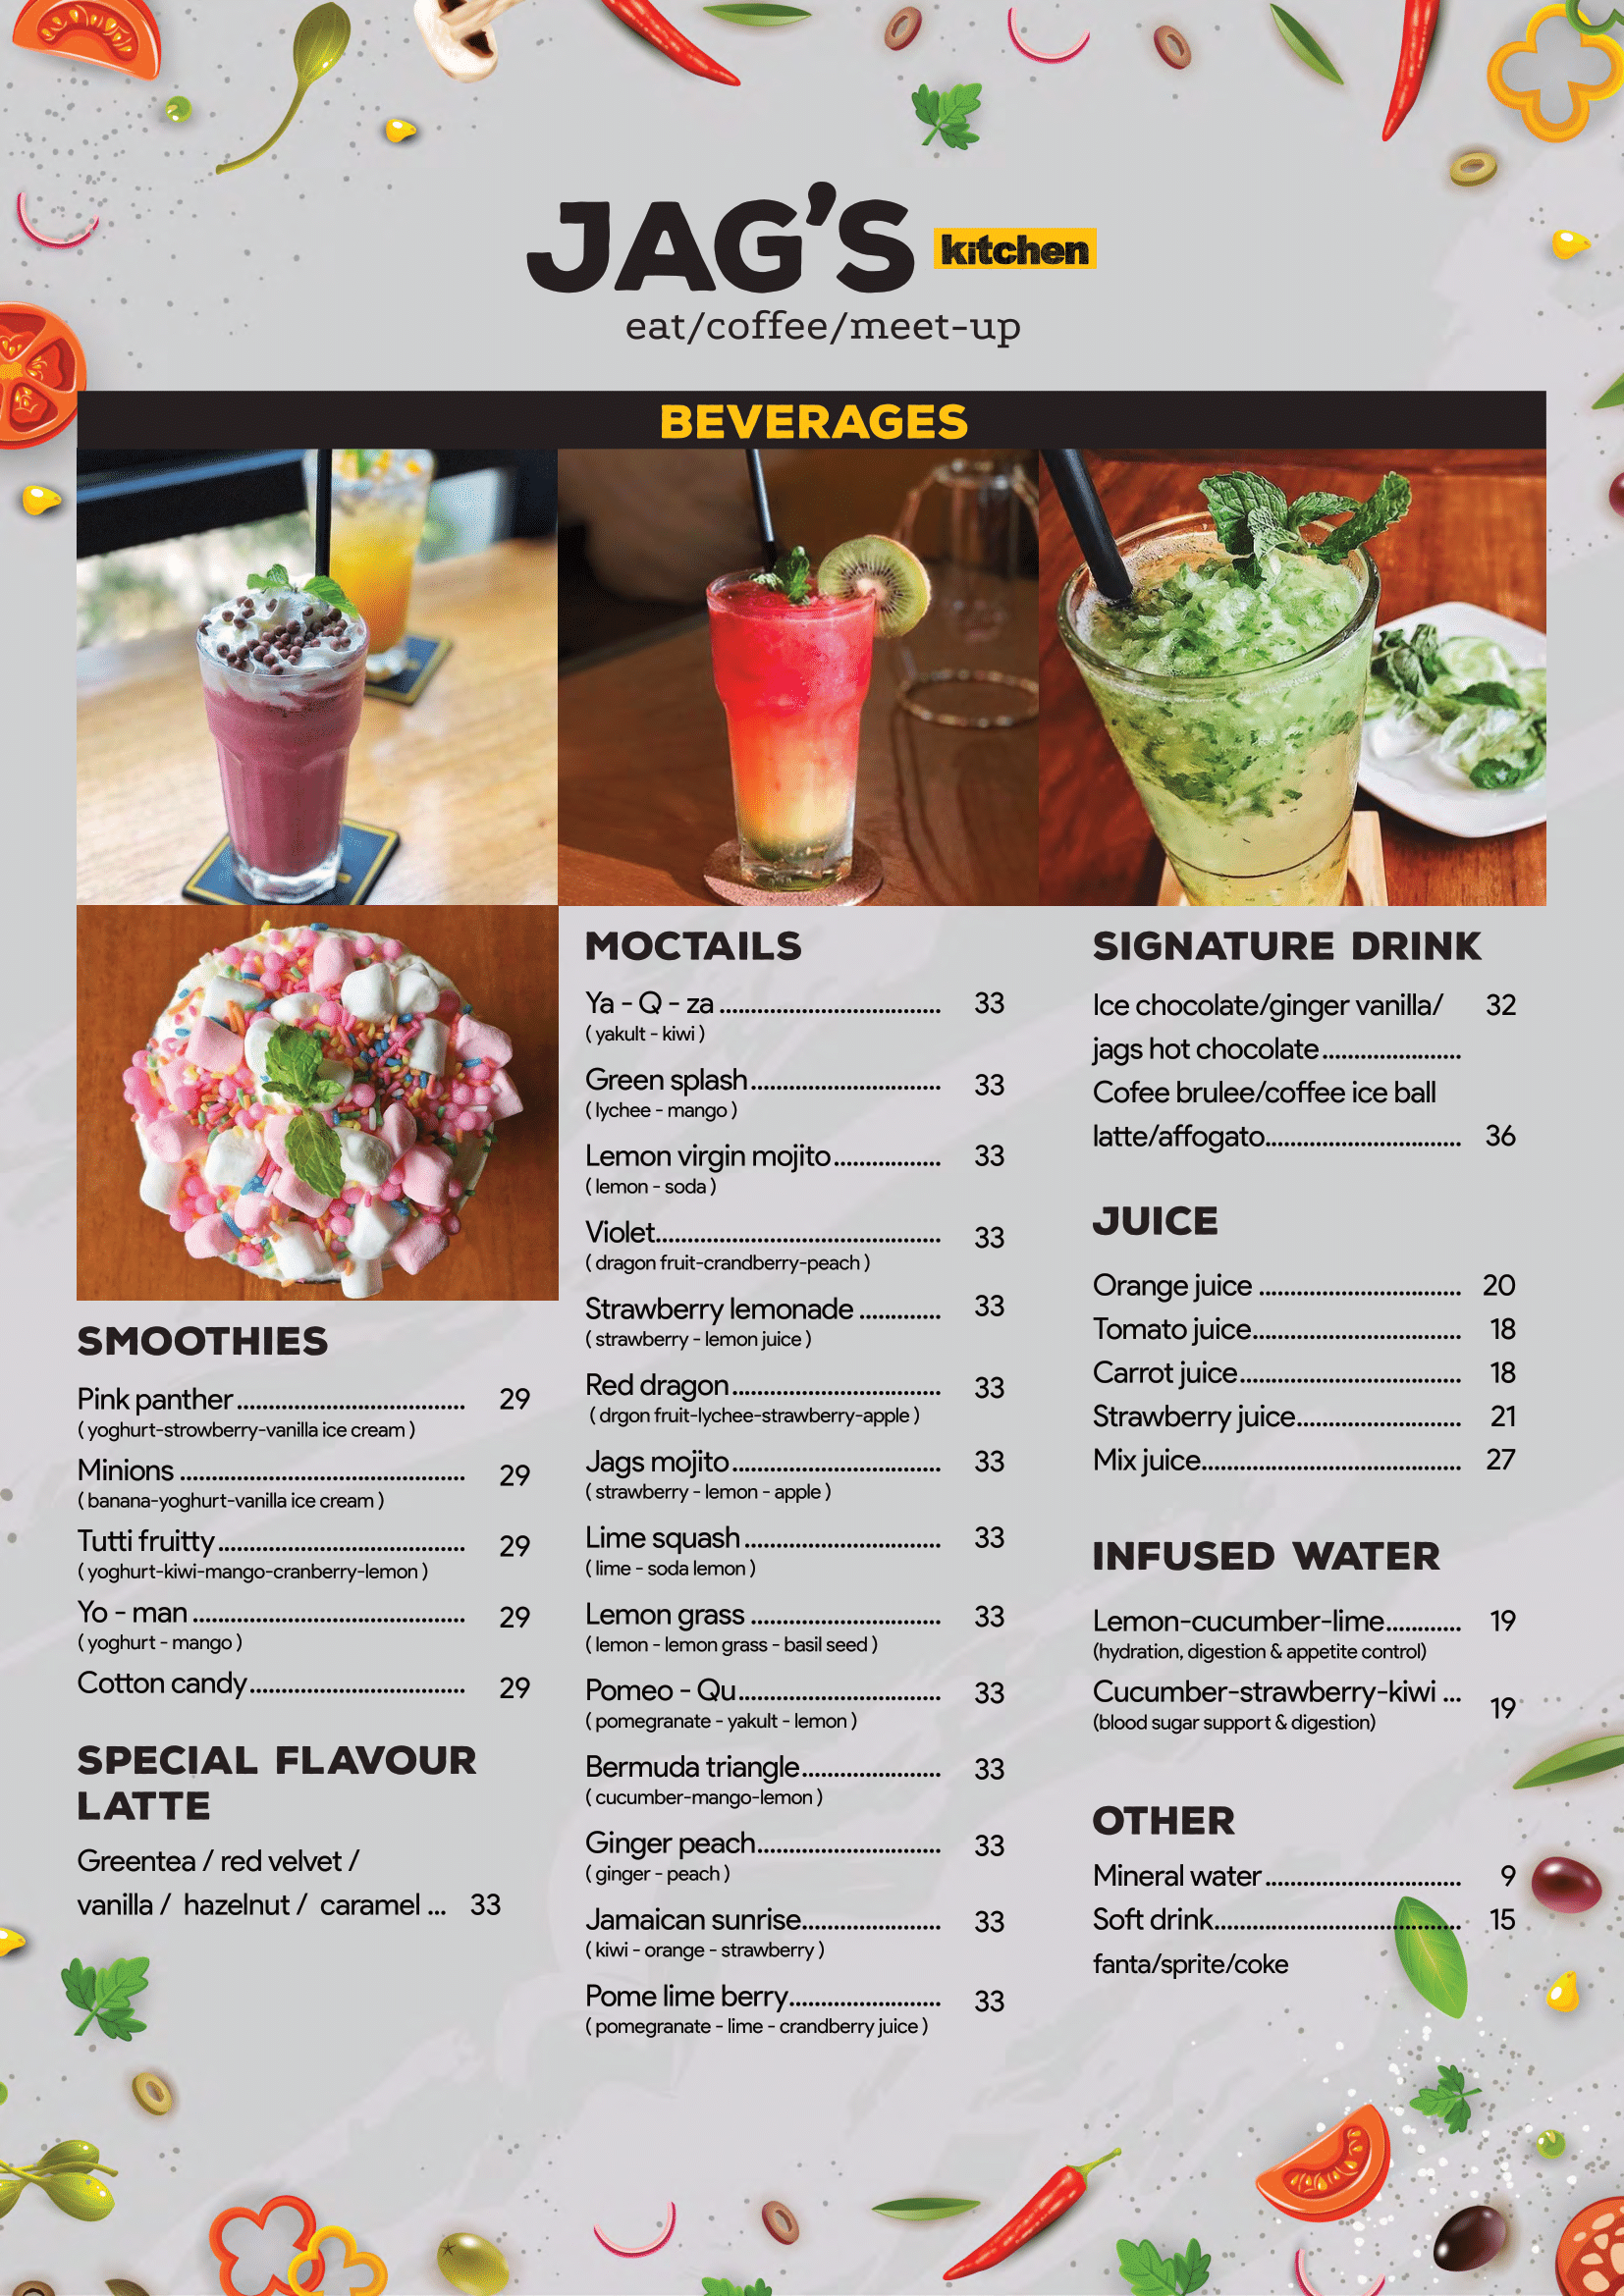 JAG'S kitchen
eat/coffee/meet-up
BEVERAGES
SMOOTHIES
Pink panther.................................... 29
( yoghurt-strowberry-vanilla ice cream )
Minions ............................................. 29
( banana-yoghurt-vanilla ice cream )
Tutti fruitty....................................... 29
( yoghurt-kiwi-mango-cranberry-lemon )
Yo - man ........................................... 29
( yoghurt - mango )
Cotton candy.................................. 29
SPECIAL FLAVOUR
LATTE
Greentea / red velvet /
vanilla / hazelnut / caramel ... 33
MOCTAILS
Ya - Q - za ................................... 33
( yakult - kiwi )
Green splash.............................. 33
( lychee - mango )
Lemon virgin mojito................. 33
( lemon - soda )
Violet............................................. 33
( dragon fruit-crandberry-peach )
Strawberry lemonade ............. 33
( strawberry - lemon juice )
Red dragon................................. 33
( drgon fruit-lychee-strawberry-apple )
Jags mojito................................. 33
( strawberry - lemon - apple )
Lime squash............................... 33
( lime - soda lemon )
Lemon grass .............................. 33
( lemon - lemon grass - basil seed )
Pomeo - Qu................................ 33
( pomegranate - yakult - lemon )
Bermuda triangle...................... 33
( cucumber-mango-lemon )
Ginger peach............................. 33
( ginger - peach )
Jamaican sunrise...................... 33
( kiwi - orange - strawberry )
Pome lime berry........................ 33
( pomegranate - lime - crandberry juice )
SIGNATURE DRINK
Ice chocolate/ginger vanilla/ 32
jags hot chocolate......................
Cofee brulee/coffee ice ball
latte/affogato............................... 36
JUICE
Orange juice ................................ 20
Tomato juice................................. 18
Carrot juice................................... 18
Strawberry juice.......................... 21
Mix juice......................................... 27
INFUSED WATER
Lemon-cucumber-lime............ 19
(hydration, digestion & appetite control)
Cucumber-strawberry-kiwi ... 19
(blood sugar support & digestion)
OTHER
Mineral water............................... 9
Soft drink....................................... 15
fanta/sprite/coke